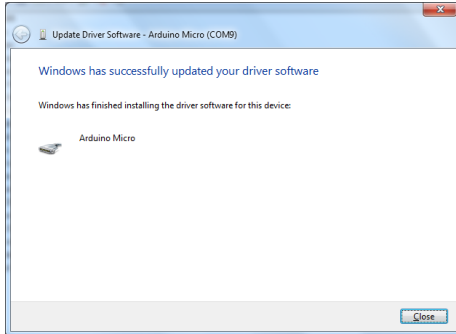 Update Driver Software - Arduino Micro (COM9)
Windows has successfully updated your driver software
Windows has finished installing the driver software for this device:
Arduino Micro
Close